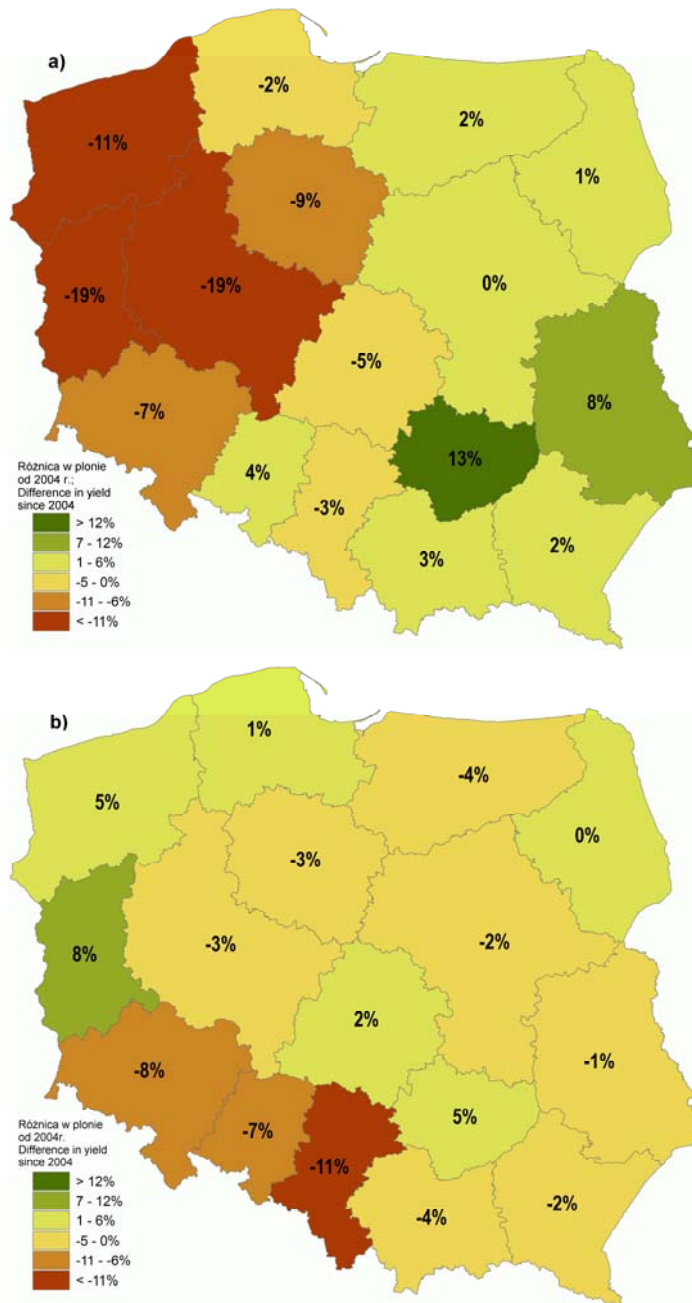 a)
-2%
2%
-11%
1%
-9%
-19%
-19%
0%
-5%
-7%
8%
13%
4%
-3%
3%
2%
Różnica w plonie
od 2004 r.;
Difference in yield
since 2004
> 12%
7 - 12%
1 - 6%
-5 - 0%
-11 - -6%
< -11%
b)
1%
-4%
5%
0%
-3%
-3%
-2%
8%
2%
-1%
-8%
5%
-7%
-11%
-4%
-2%
Różnica w plonie
od 2004r.
Difference in yield
since 2004
> 12%
7 - 12%
1 - 6%
-5 - 0%
-11 - -6%
< -11%